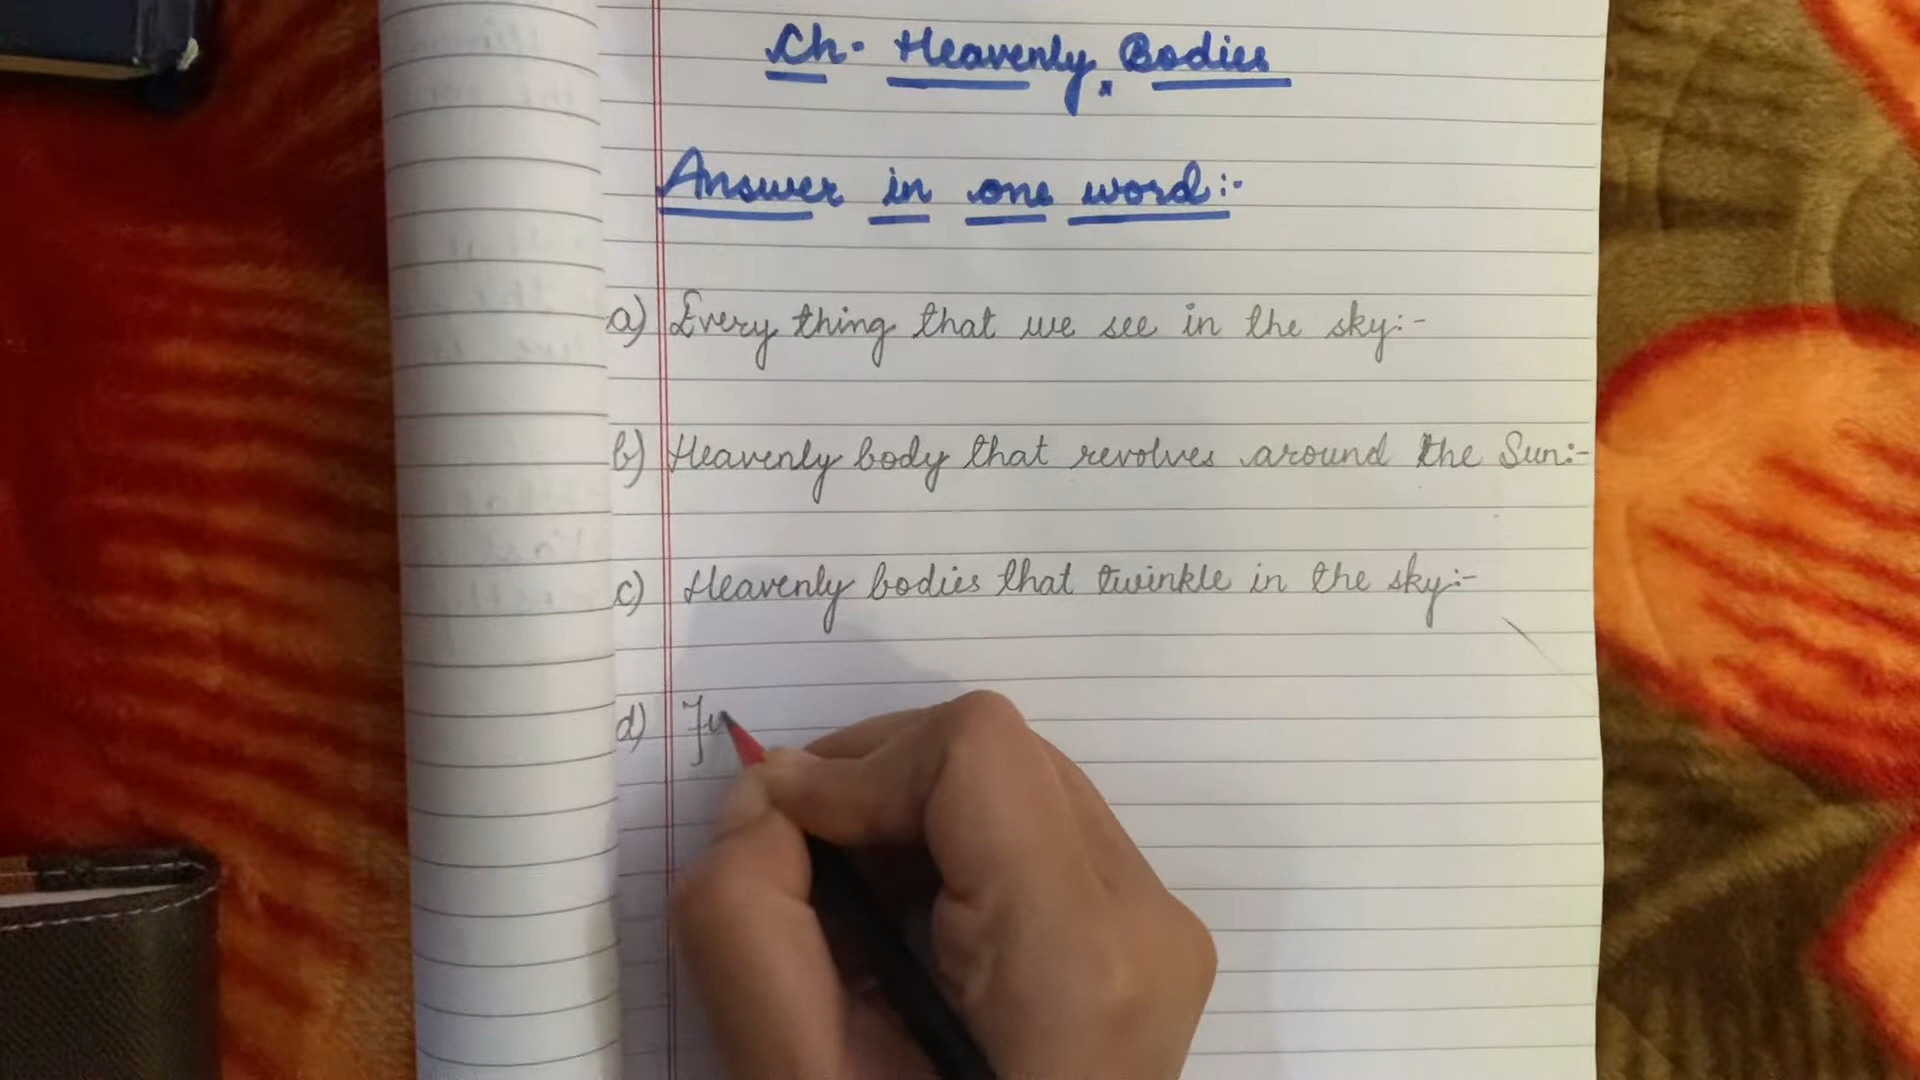 Ch- Heavenly Bodies
Answer in one word:-
a) Every thing that we see in the sky:-
b) Heavenly body that revolves around the Sun:-
c) Heavenly bodies that twinkle in the sky:-
d)